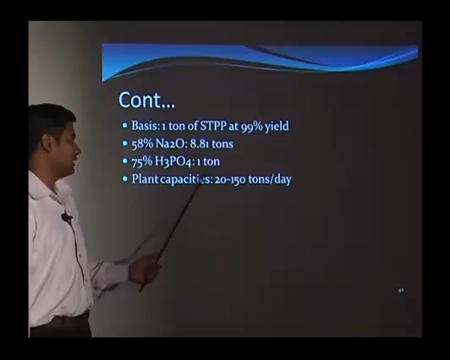 Cont...
• Basis: 1 ton of STPP at 99% yield
• 58% Na2O: 8.81 tons
• 75% H3PO4: 1 ton
• Plant capacities: 20-150 tons/day